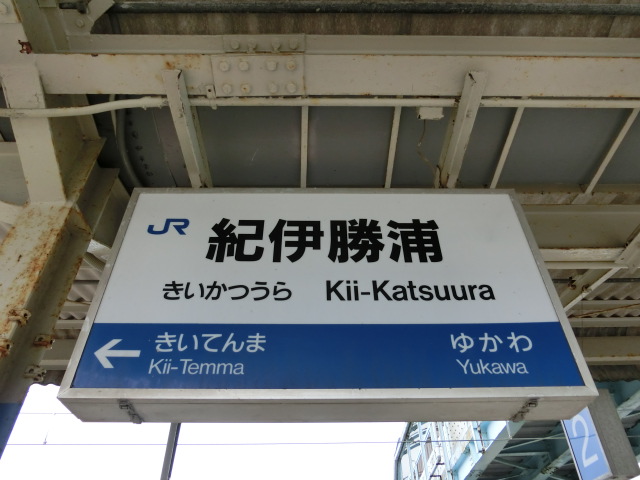 JR 紀伊勝浦
きいかつうら Kii-Katsuura
← きいてんま ゆかわ
Kii-Temma Yukawa
2